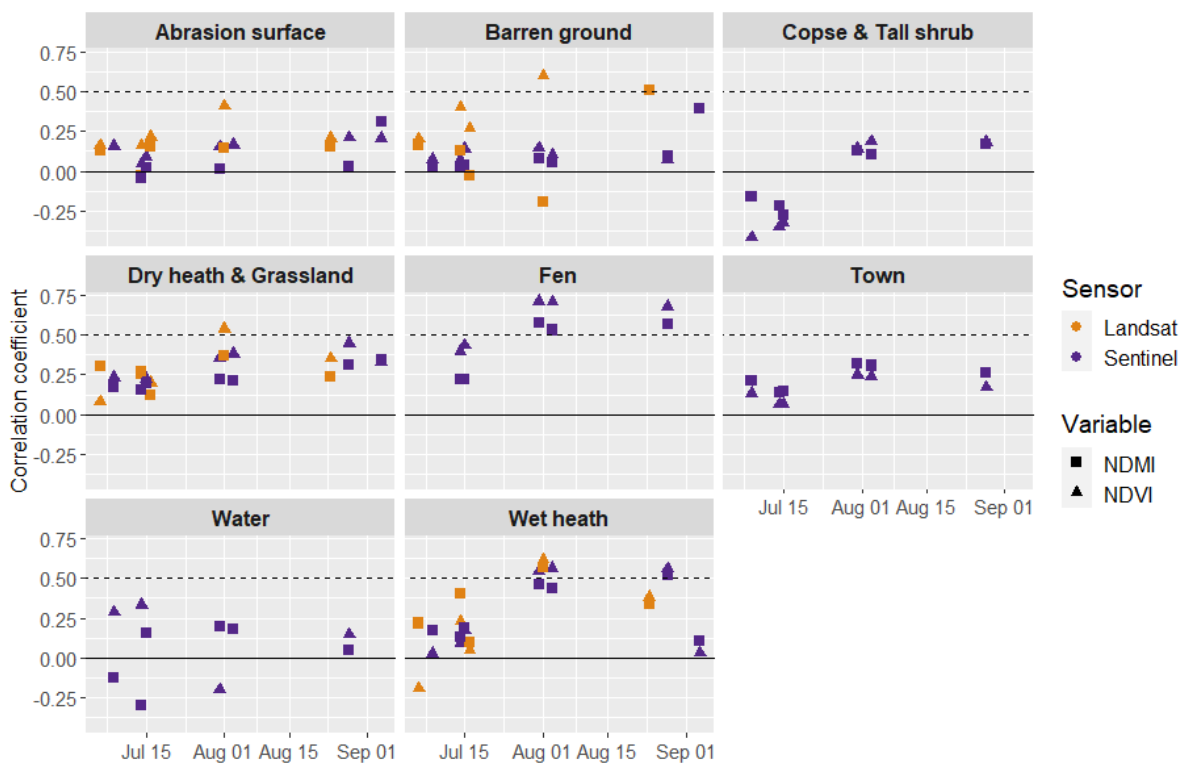 Abrasion surface
Barren ground
Copse & Tall shrub
0.75
0.50
0.25
0.00
-0.25
Dry heath & Grassland
Fen
Town
0.75
0.50
0.25
0.00
-0.25
Correlation coefficient
Sensor
Landsat
Sentinel
Variable
NDMI
NDVI
Jul 15 Aug 01 Aug 15 Sep 01
Water
Wet heath
0.75
0.50
0.25
0.00
-0.25
Jul 15 Aug 01 Aug 15 Sep 01
Jul 15 Aug 01 Aug 15 Sep 01